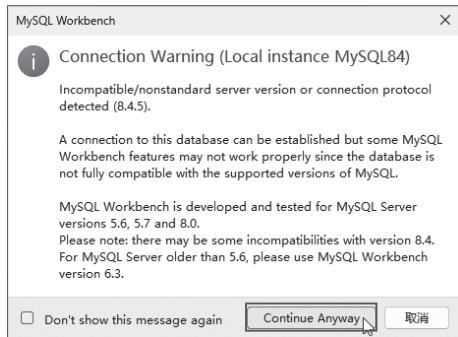 MySQL Workbench
Connection Warning (Local instance MySQL84)
Incompatible/nonstandard server version or connection protocol
detected (8.4.5).
A connection to this database can be established but some MySQL
Workbench features may not work properly since the database is
not fully compatible with the supported versions of MySQL.
MySQL Workbench is developed and tested for MySQL Server
versions 5.6, 5.7 and 8.0.
Please note: there may be some incompatibilities with version 8.4.
For MySQL Server older than 5.6, please use MySQL Workbench
version 6.3.
Don't show this message again
Continue Anyway
取消